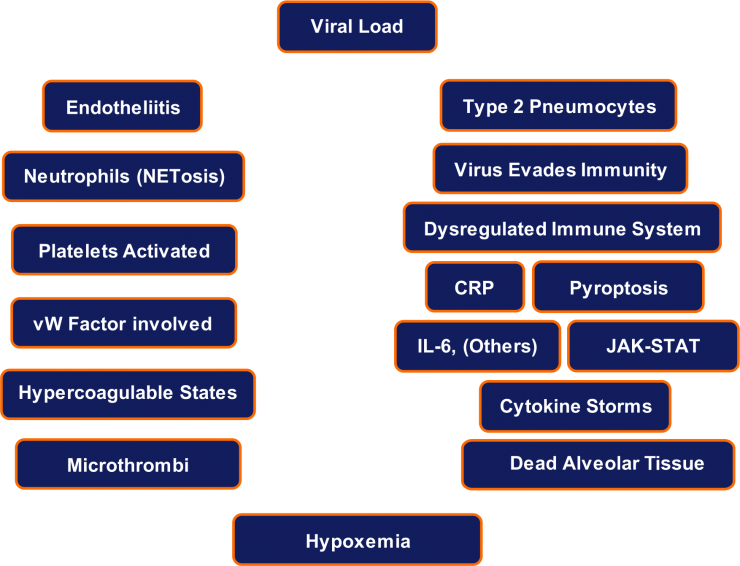 Viral Load
Endotheliitis
Neutrophils (NETosis)
Platelets Activated
vW Factor involved
Hypercoagulable States
Microthrombi
Type 2 Pneumocytes
Virus Evades Immunity
Dysregulated Immune System
CRP
Pyroptosis
IL-6, (Others)
JAK-STAT
Cytokine Storms
Dead Alveolar Tissue
Hypoxemia